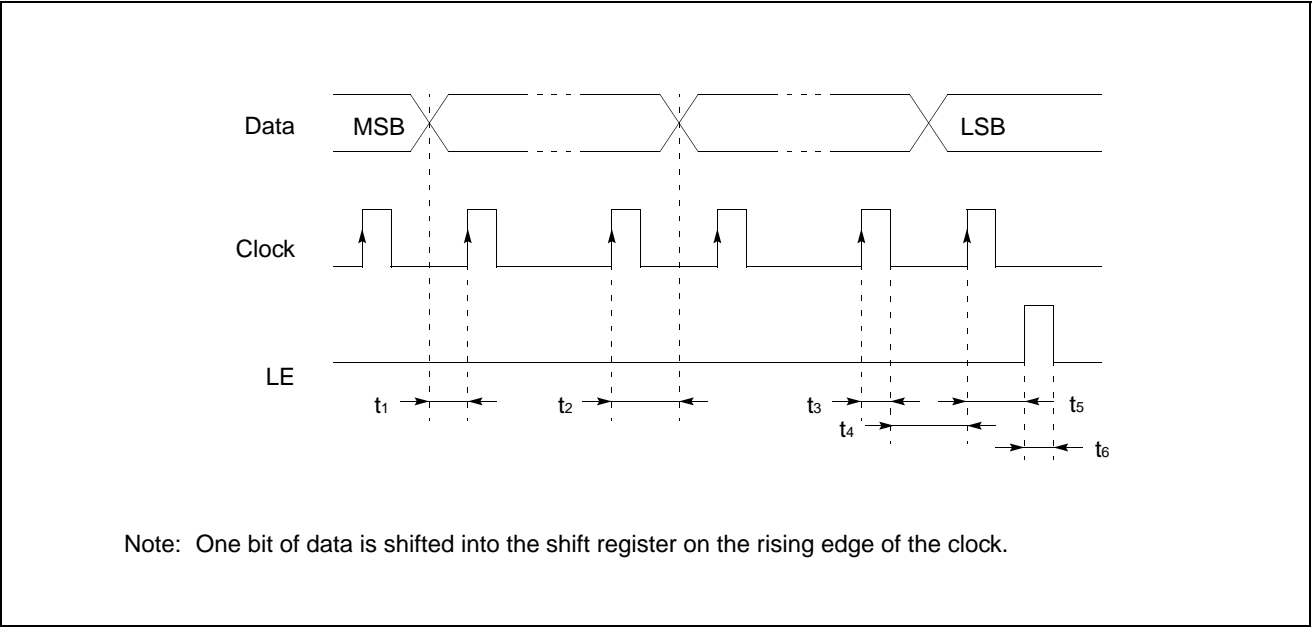 Data
MSB
LSB
Clock
LE
t1
t2
t3
t5
t4
t6
Note: One bit of data is shifted into the shift register on the rising edge of the clock.